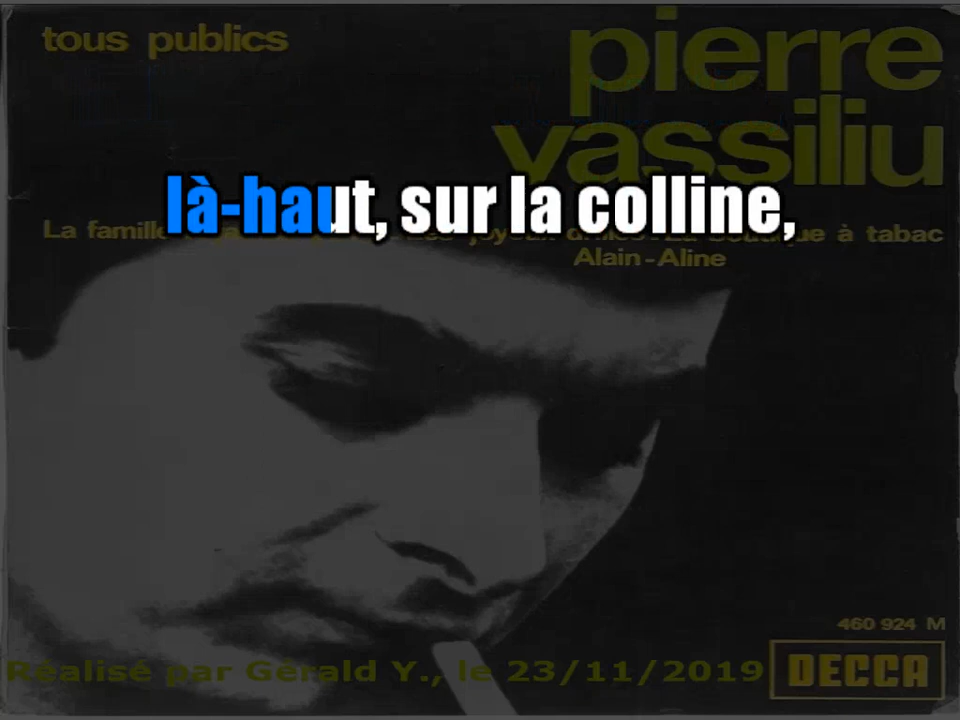 tous publics
pierre
vassiliu
là-haut, sur la colline,
La famille à tabac
Alain-Aline
460 924 M
Réalisé par Gérald Y., le 23/11/2019
DECCA